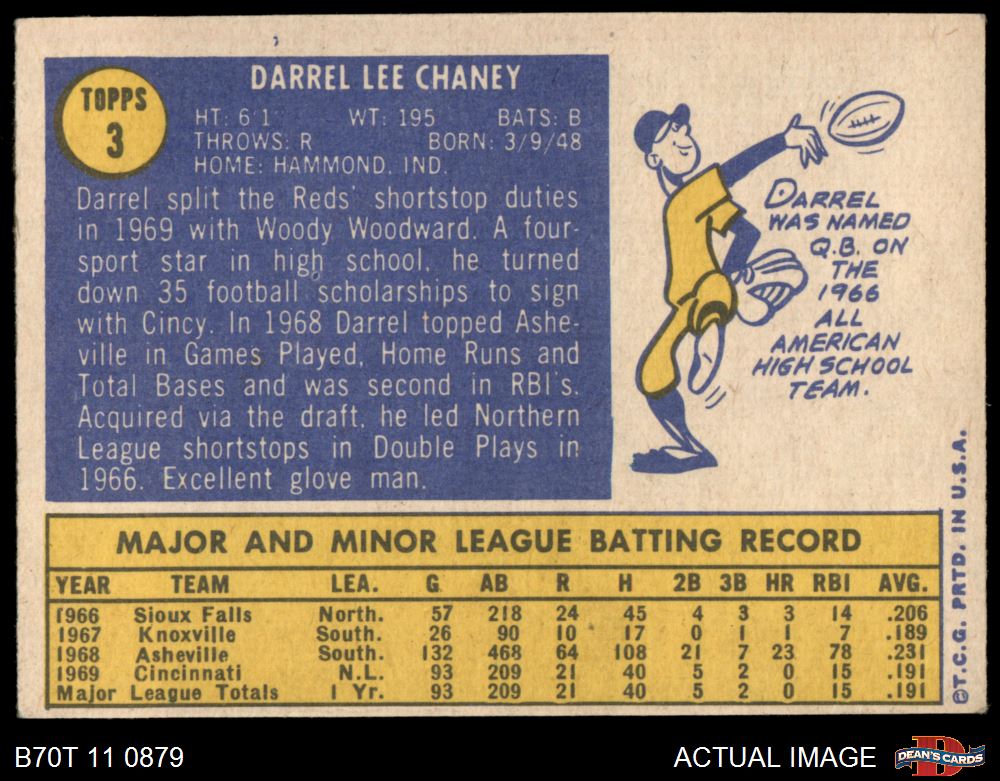 TOPPS
3
DARREL LEE CHANEY
HT: 6'1" WT: 195 BATS: B
THROWS: R BORN: 3/9/48
HOME: HAMMOND, IND.
Darrel split the Reds' shortstop duties
in 1969 with Woody Woodward. A four-
sport star in high school, he turned
down 35 football scholarships to sign
with Cincy. In 1968 Darrel topped Ashe-
ville in Games Played, Home Runs and
Total Bases and was second in RBI's.
Acquired via the draft, he led Northern
League shortstops in Double Plays in
1966. Excellent glove man.
DARREL
WAS NAMED
Q.B. ON
THE
1966
ALL
AMERICAN
HIGH SCHOOL
TEAM.
MAJOR AND MINOR LEAGUE BATTING RECORD
YEAR TEAM LEA. G AB R H 2B 3B HR RBI AVG.
1966 Sioux Falls North. 57 218 24 45 4 3 3 14 .206
1967 Knoxville South. 26 90 10 17 0 1 1 7 .189
1968 Asheville South. 132 468 64 108 21 7 23 78 .231
1969 Cincinnati N.L. 93 209 21 40 5 2 0 15 .191
Major League Totals 1 Yr. 93 209 21 40 5 2 0 15 .191
©T.C.G. PRTD. IN U.S.A.
B70T 11 0879
ACTUAL IMAGE
D
DEAN'S CARDS